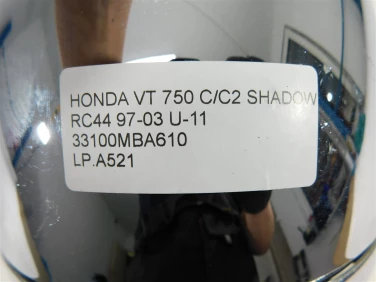 HONDA VT 750 C/C2 SHADOW
RC44 97-03 U-11
33100MBA610
LP.A521